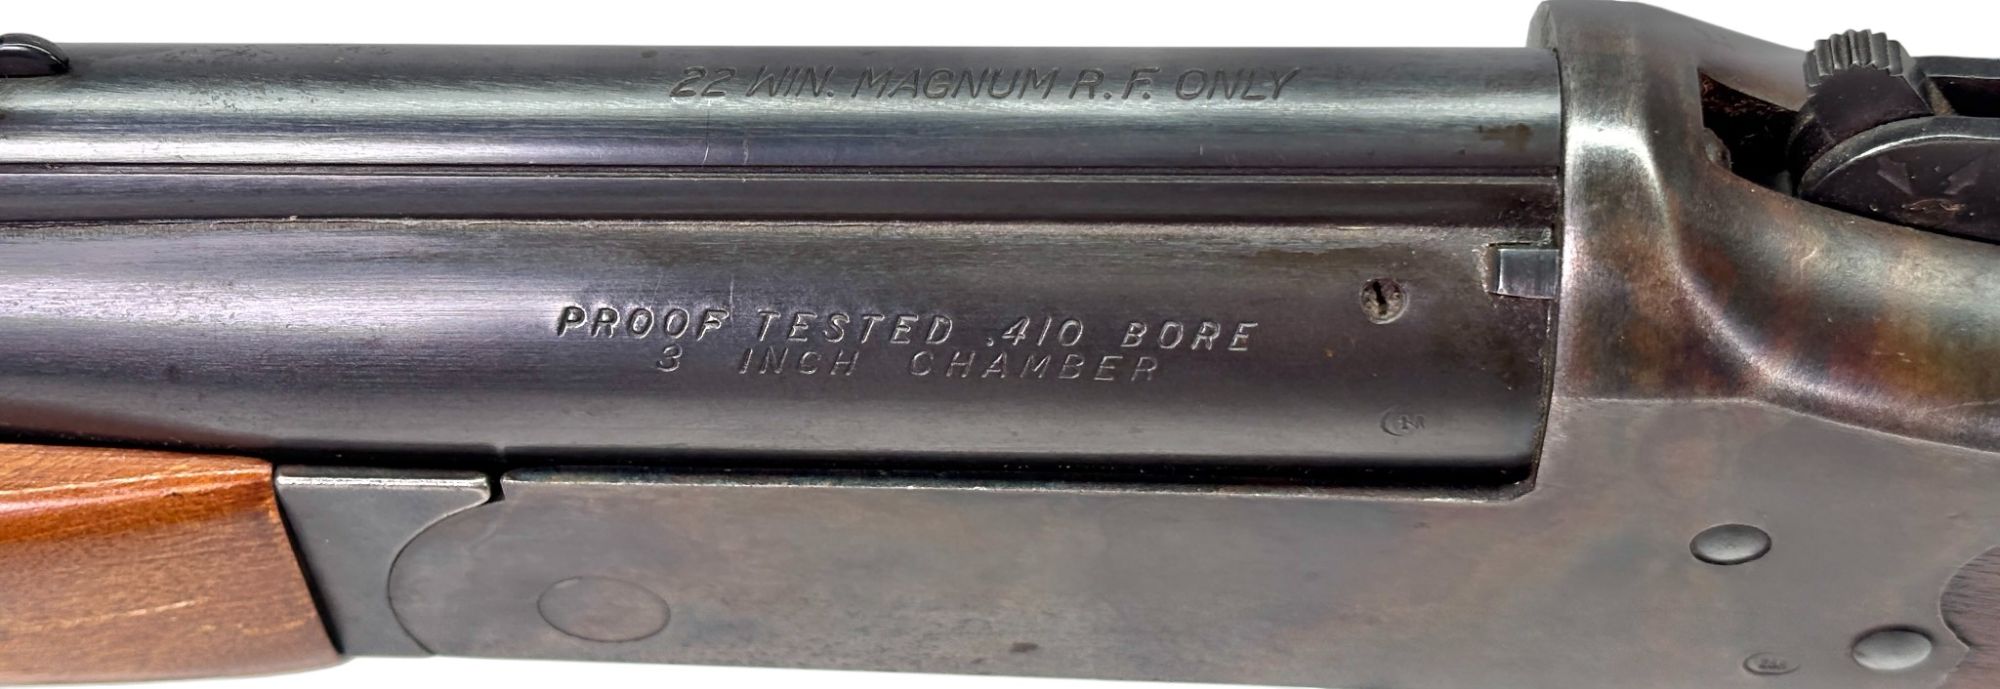 22 WIN. MAGNUM R.F. ONLY
PROOF TESTED .410 BORE
3 INCH CHAMBER